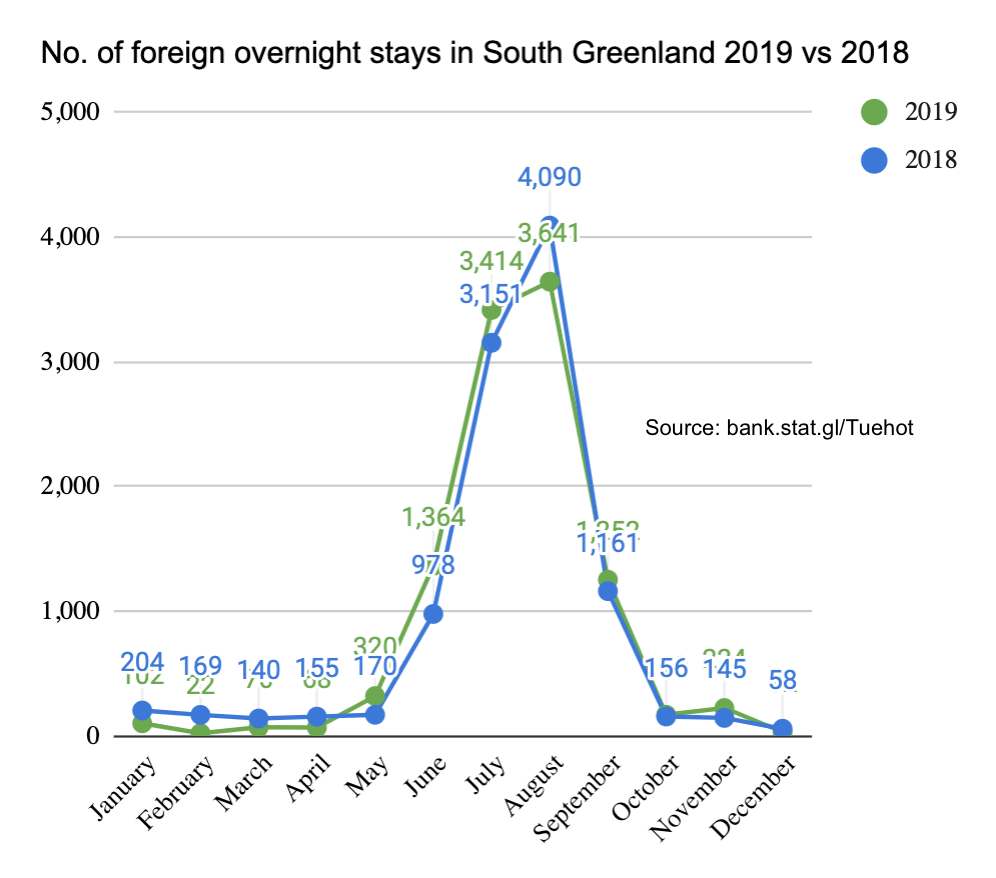 No. of foreign overnight stays in South Greenland 2019 vs 2018
5,000
4,000
3,000
2,000
1,000
0
2019
2018
4,090
3,641
3,414
3,151
Source: bank.stat.gl/Tuehot
1,364
978
1,161
320
170
204
169
22
140
155
68
156
145
58
January
February
March
April
May
June
July
August
September
October
November
December